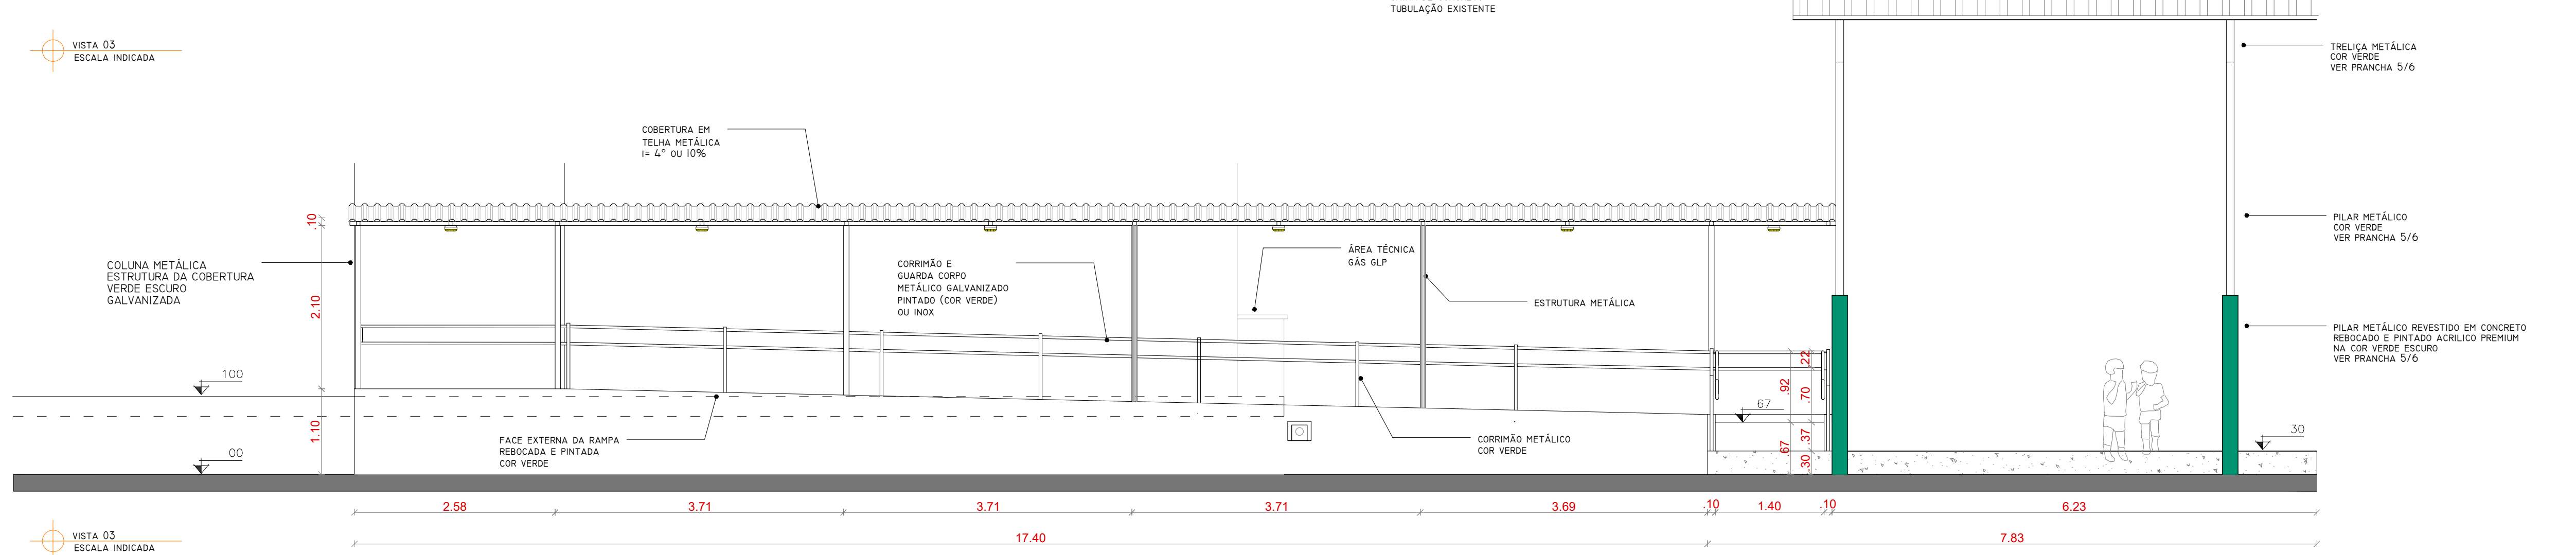 TUBULAÇÃO EXISTENTE
VISTA 03
ESCALA INDICADA
TRELIÇA METÁLICA
COR VERDE
VER PRANCHA 5/6
COBERTURA EM
TELHA METÁLICA
I= 4° OU 10%
PILAR METÁLICO
COR VERDE
VER PRANCHA 5/6
COLUNA METÁLICA
ESTRUTURA DA COBERTURA
VERDE ESCURO
GALVANIZADA
CORRIMÃO E
GUARDA CORPO
METÁLICO GALVANIZADO
PINTADO (COR VERDE)
OU INOX
ÁREA TÉCNICA
GÁS GLP
ESTRUTURA METÁLICA
PILAR METÁLICO REVESTIDO EM CONCRETO
REBOCADO E PINTADO ACRILICO PREMIUM
NA COR VERDE ESCURO
VER PRANCHA 5/6
.10
2.10
1.10
100
00
FACE EXTERNA DA RAMPA
REBOCADA E PINTADA
COR VERDE
CORRIMÃO METÁLICO
COR VERDE
67
.92
.67
.22
.70
.37
.30
30
2.58
3.71
3.71
3.71
3.69
.10
1.40
.10
6.23
17.40
7.83
VISTA 03
ESCALA INDICADA